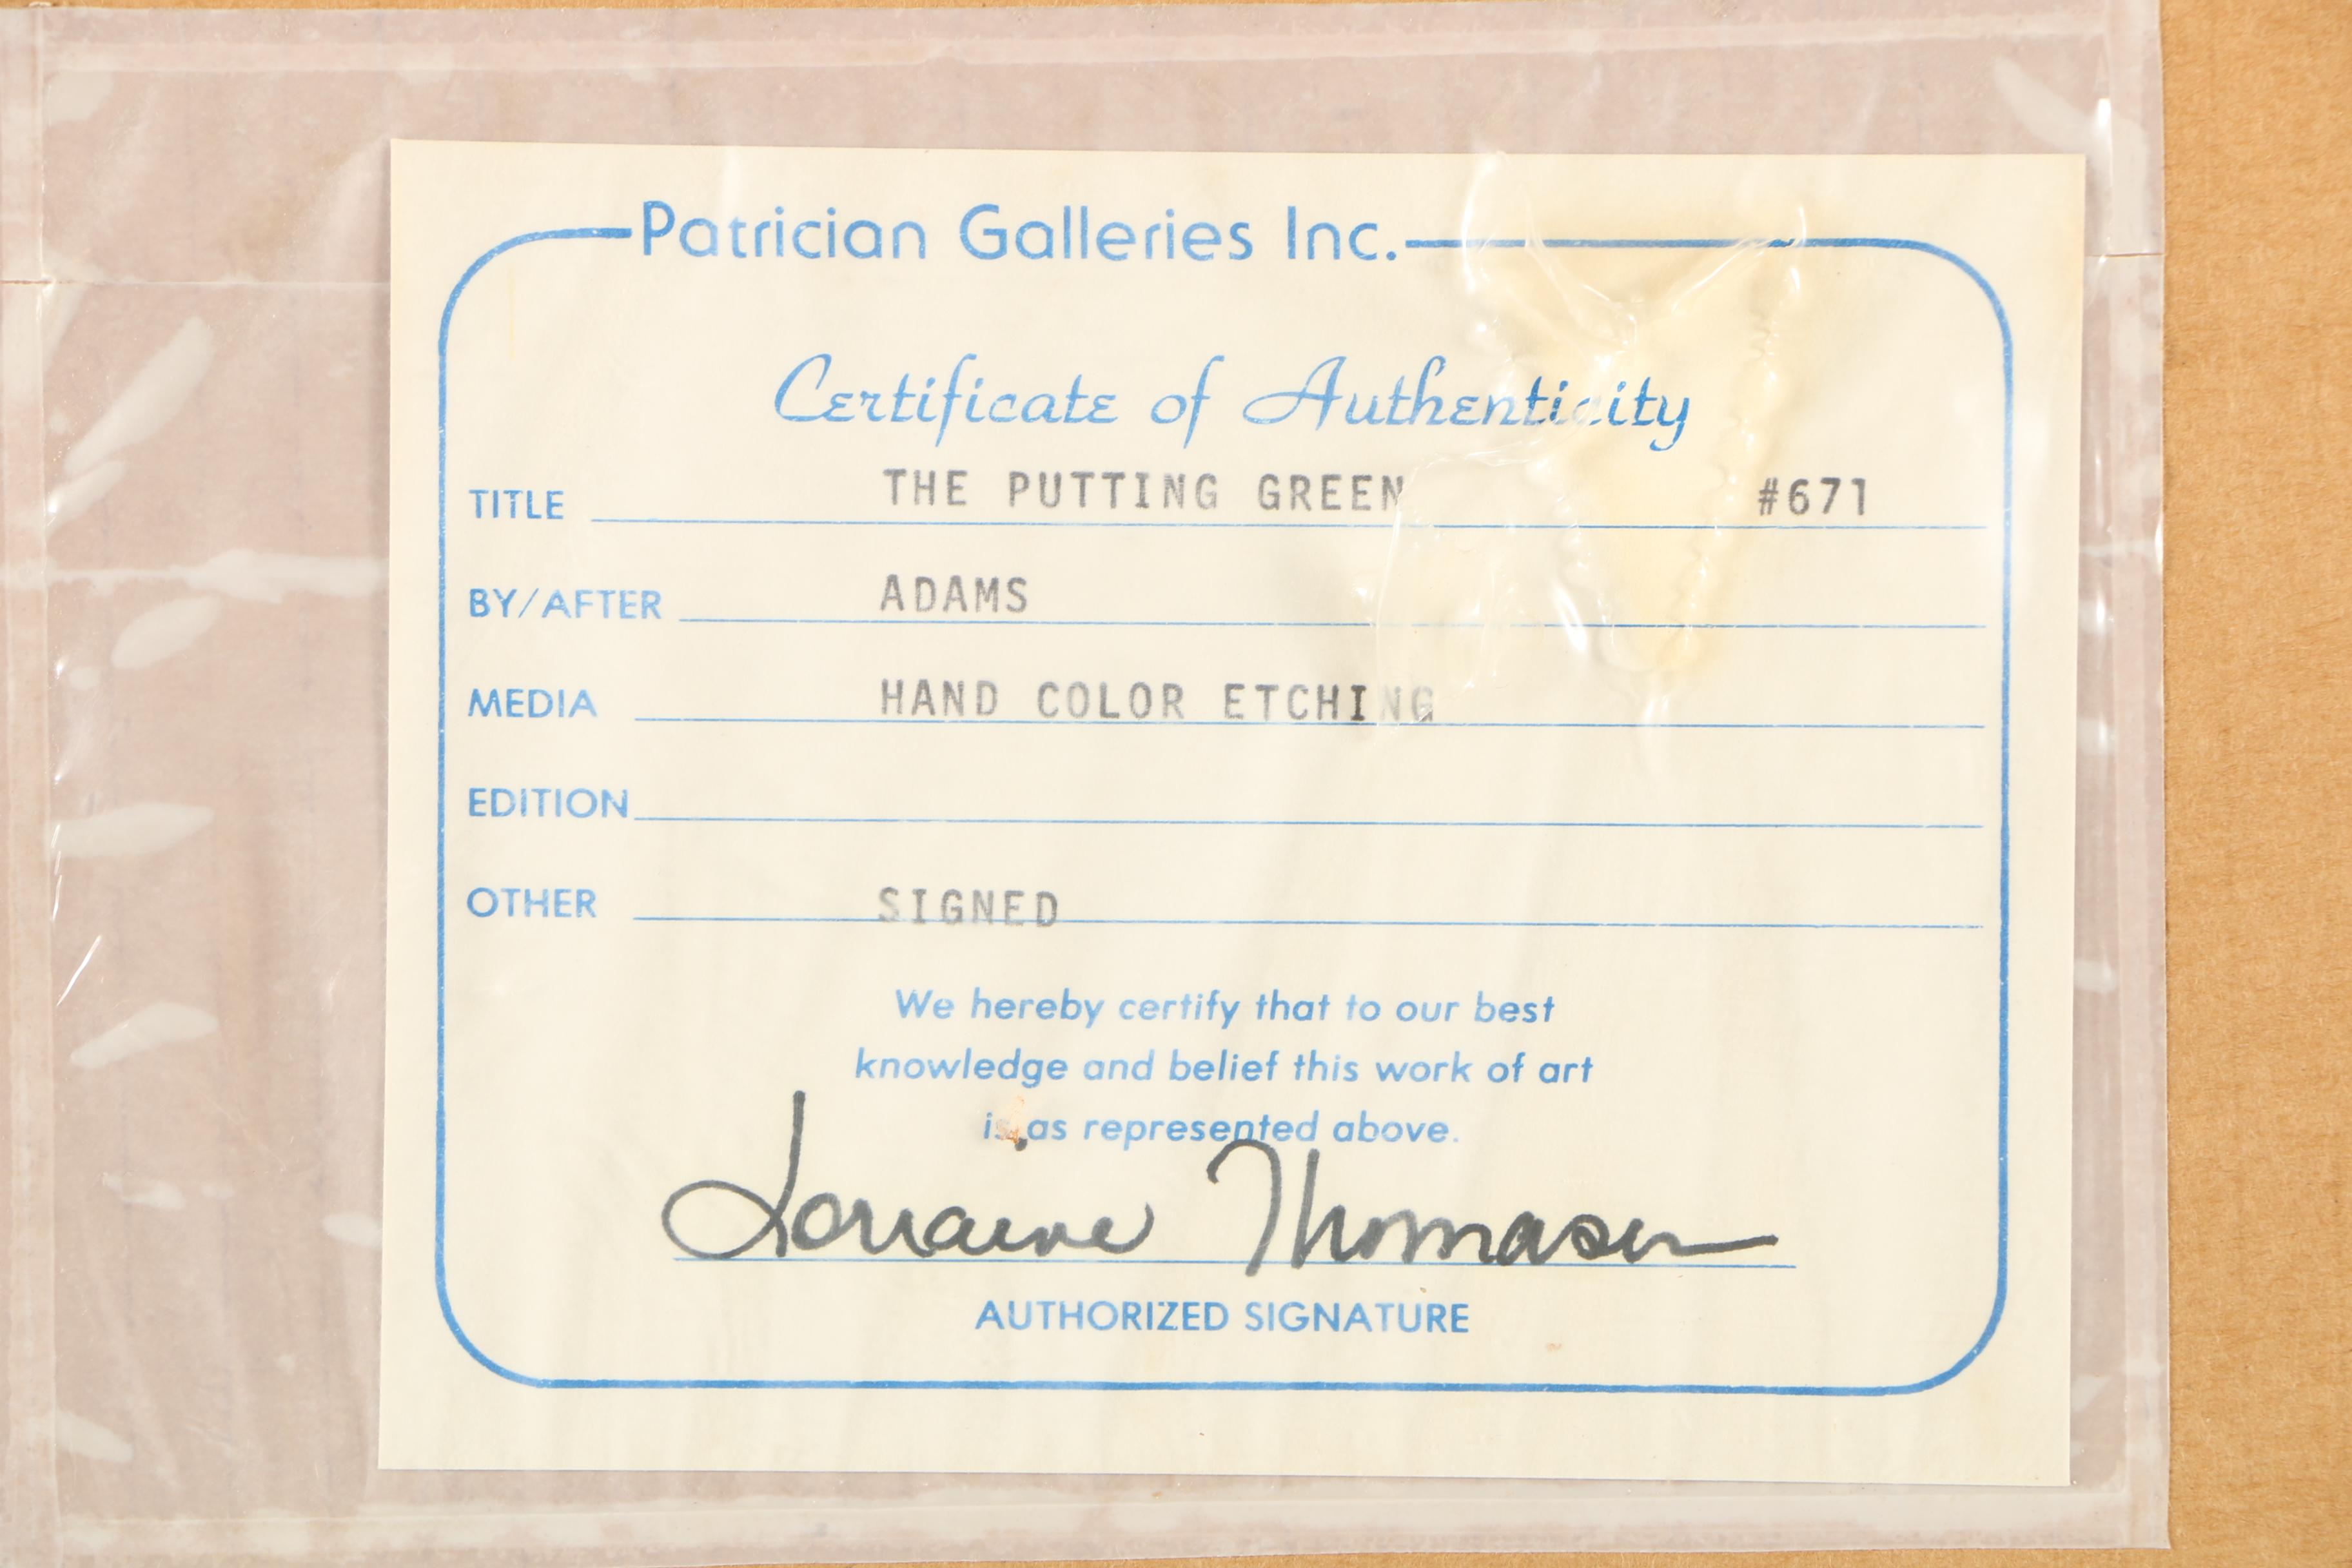 Patrician Galleries Inc.
Certificate of Authenticity
TITLE THE PUTTING GREEN #671
BY/AFTER ADAMS
MEDIA HAND COLOR ETCHING
EDITION
OTHER SIGNED
We hereby certify that to our best
knowledge and belief this work of art
is as represented above.
Lorraine Thomason
AUTHORIZED SIGNATURE